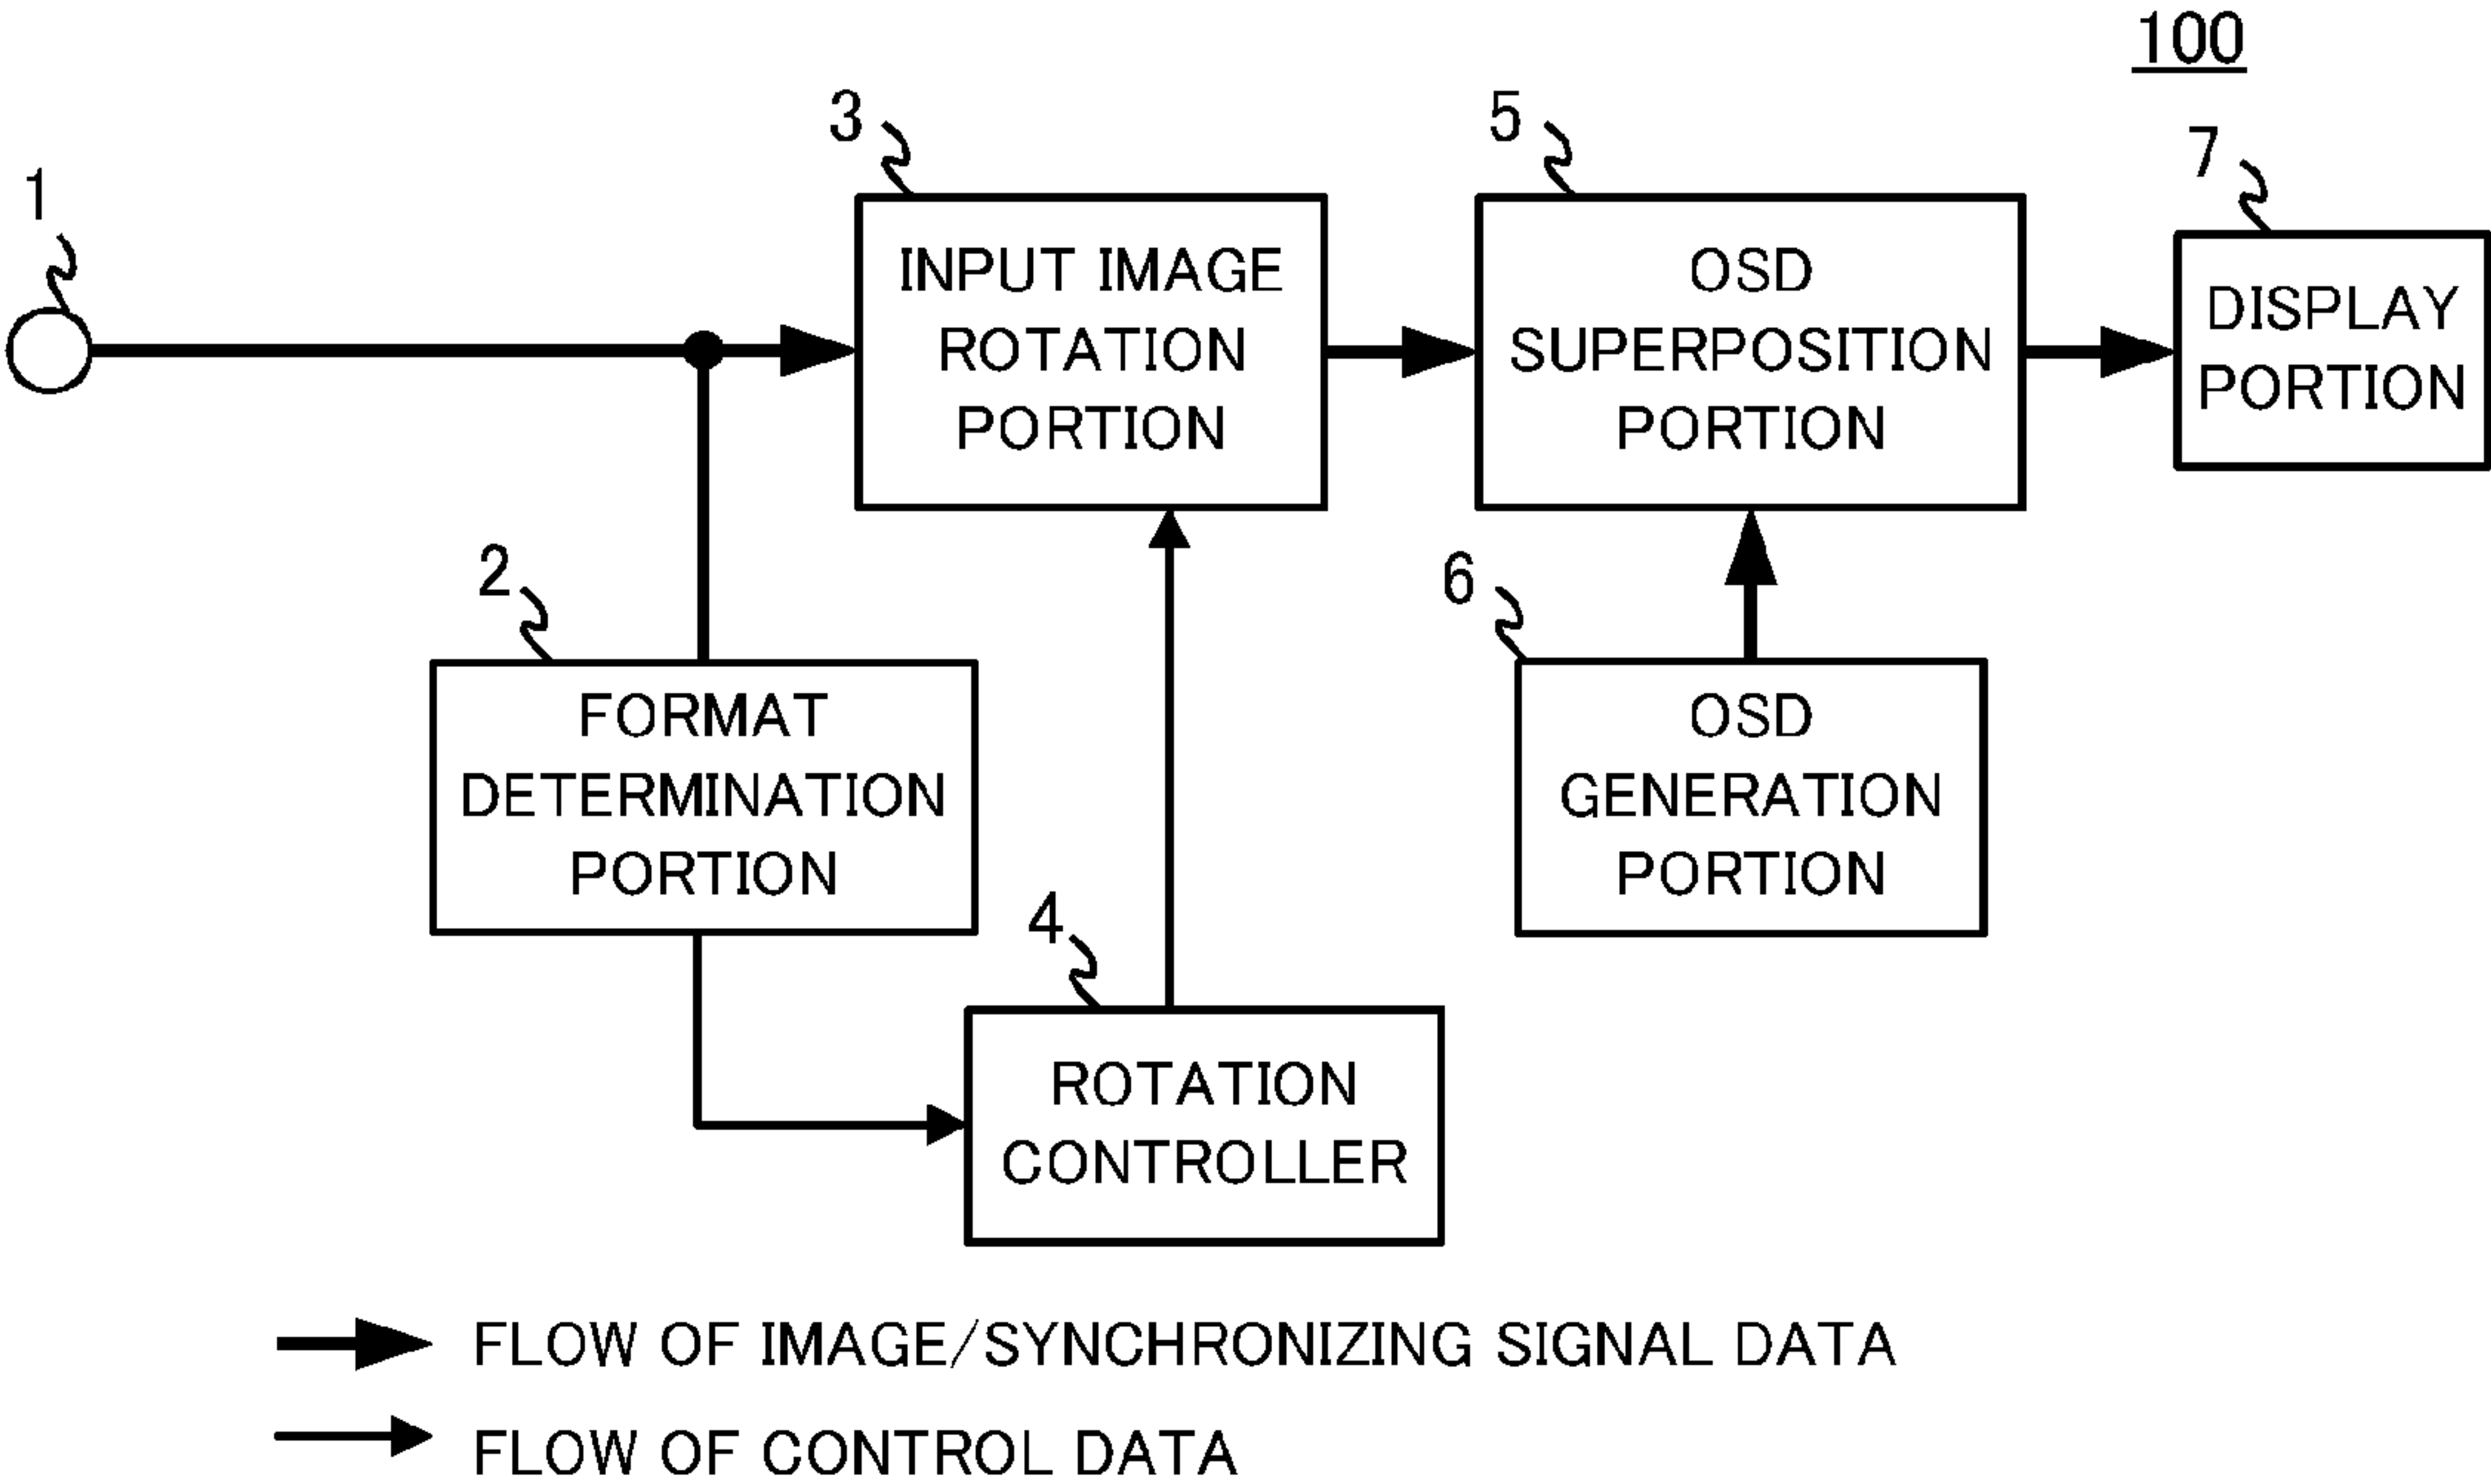 100
1
3
INPUT IMAGE
ROTATION
PORTION
5
OSD
SUPERPOSITION
PORTION
7
DISPLAY
PORTION
2
FORMAT
DETERMINATION
PORTION
6
OSD
GENERATION
PORTION
4
ROTATION
CONTROLLER
FLOW OF IMAGE/SYNCHRONIZING SIGNAL DATA
FLOW OF CONTROL DATA